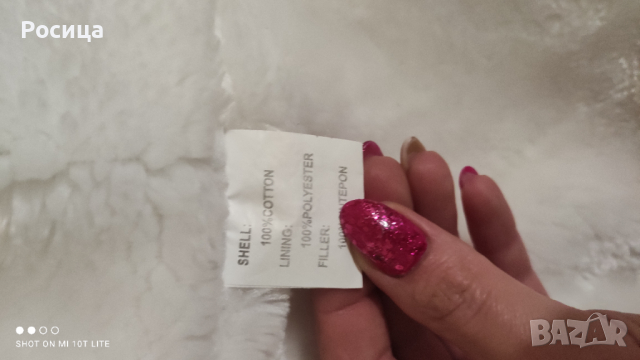 Росица
SHELL:
100%COTTON
LINING:
100%POLYESTER
FILLER:
SHOT ON MI 10T LITE
BAZAR